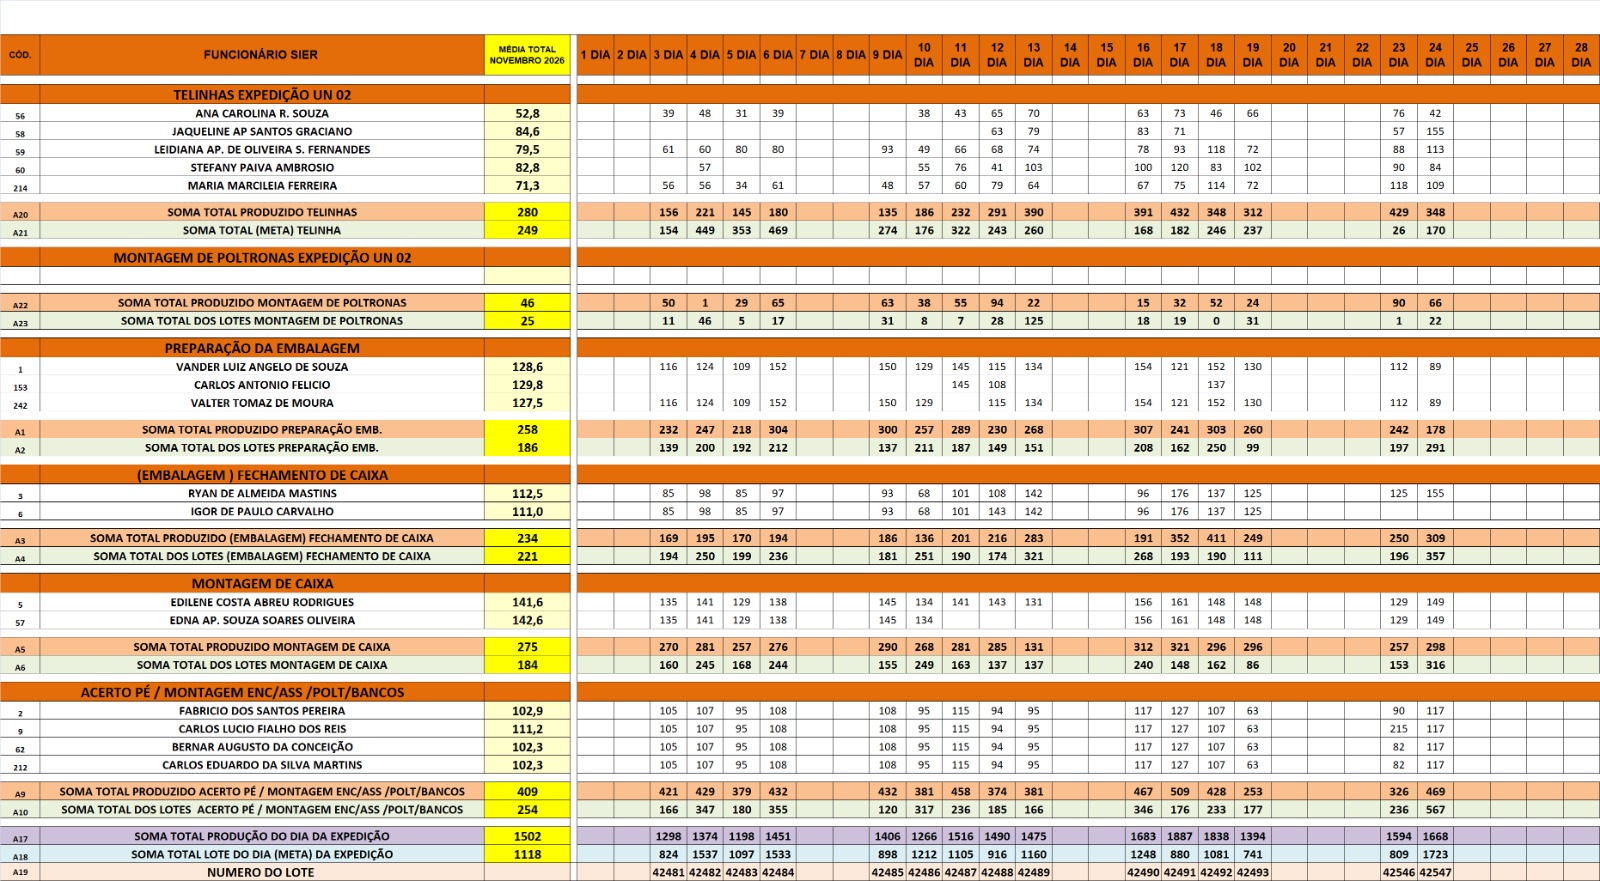 CÓD. FUNCIONÁRIO SIER MÉDIA TOTAL NOVEMBRO 2026 1 DIA 2 DIA 3 DIA 4 DIA 5 DIA 6 DIA 7 DIA 8 DIA 9 DIA 10 DIA 11 DIA 12 DIA 13 DIA 14 DIA 15 DIA 16 DIA 17 DIA 18 DIA 19 DIA 20 DIA 21 DIA 22 DIA 23 DIA 24 DIA 25 DIA 26 DIA 27 DIA 28 DIA
TELINHAS EXPEDIÇÃO UN 02
56 ANA CAROLINA R. SOUZA 52,8 39 48 31 39 38 43 65 70 63 73 46 66 76 42
58 JAQUELINE AP SANTOS GRACIANO 84,6 63 79 83 71 57 155
59 LEIDIANA AP. DE OLIVEIRA S. FERNANDES 79,5 61 60 80 80 93 49 66 68 74 78 93 118 72 88 113
60 STEFANY PAIVA AMBROSIO 82,8 57 55 76 41 103 100 120 83 102 90 84
214 MARIA MARCILEIA FERREIRA 71,3 56 56 34 61 48 57 60 79 64 67 75 114 72 118 109
A20 SOMA TOTAL PRODUZIDO TELINHAS 280 156 221 145 180 135 186 232 291 390 391 432 348 312 429 348
A21 SOMA TOTAL (META) TELINHA 249 154 449 353 469 274 176 322 243 260 168 182 246 237 26 170
MONTAGEM DE POLTRONAS EXPEDIÇÃO UN 02
A22 SOMA TOTAL PRODUZIDO MONTAGEM DE POLTRONAS 46 50 1 29 65 63 38 55 94 22 15 32 52 24 90 66
A23 SOMA TOTAL DOS LOTES MONTAGEM DE POLTRONAS 25 11 46 5 17 31 8 7 28 125 18 19 0 31 1 22
PREPARAÇÃO DA EMBALAGEM
1 VANDER LUIZ ANGELO DE SOUZA 128,6 116 124 109 152 150 129 145 115 134 154 121 152 130 112 89
153 CARLOS ANTONIO FELICIO 129,8 145 108 137
242 VALTER TOMAZ DE MOURA 127,5 116 124 109 152 150 129 115 134 154 121 152 130 112 89
A1 SOMA TOTAL PRODUZIDO PREPARAÇÃO EMB. 258 232 247 218 304 300 257 289 230 268 307 241 303 260 242 178
A2 SOMA TOTAL DOS LOTES PREPARAÇÃO EMB. 186 139 200 192 212 137 211 187 149 151 208 162 250 99 197 291
(EMBALAGEM ) FECHAMENTO DE CAIXA
3 RYAN DE ALMEIDA MASTINS 112,5 85 98 85 97 93 68 101 108 142 96 176 137 125 125 155
6 IGOR DE PAULO CARVALHO 111,0 85 98 85 97 93 68 101 143 142 96 176 137 125
A3 SOMA TOTAL PRODUZIDO (EMBALAGEM) FECHAMENTO DE CAIXA 234 169 195 170 194 186 136 201 216 283 191 352 411 249 250 309
A4 SOMA TOTAL DOS LOTES (EMBALAGEM) FECHAMENTO DE CAIXA 221 194 250 199 236 181 251 190 174 321 268 193 190 111 196 357
MONTAGEM DE CAIXA
5 EDILENE COSTA ABREU RODRIGUES 141,6 135 141 129 138 145 134 141 143 131 156 161 148 148 129 149
57 EDNA AP. SOUZA SOARES OLIVEIRA 142,6 135 141 129 138 145 134 156 161 148 148 129 149
A5 SOMA TOTAL PRODUZIDO MONTAGEM DE CAIXA 275 270 281 257 276 290 268 281 285 131 312 321 296 296 257 298
A6 SOMA TOTAL DOS LOTES MONTAGEM DE CAIXA 184 160 245 168 244 155 249 163 137 137 240 148 162 86 153 316
ACERTO PÉ / MONTAGEM ENC/ASS /POLT/BANCOS
2 FABRICIO DOS SANTOS PEREIRA 102,9 105 107 95 108 108 95 115 94 95 117 127 107 63 90 117
9 CARLOS LUCIO FIALHO DOS REIS 111,2 105 107 95 108 108 95 115 94 95 117 127 107 63 215 117
62 BERNAR AUGUSTO DA CONCEIÇÃO 102,3 105 107 95 108 108 95 115 94 95 117 127 107 63 82 117
212 CARLOS EDUARDO DA SILVA MARTINS 102,3 105 107 95 108 108 95 115 94 95 117 127 107 63 82 117
A9 SOMA TOTAL PRODUZIDO ACERTO PÉ / MONTAGEM ENC/ASS /POLT/BANCOS 409 421 429 379 432 432 381 458 374 381 467 509 428 253 326 469
A10 SOMA TOTAL DOS LOTES ACERTO PÉ / MONTAGEM ENC/ASS /POLT/BANCOS 254 166 347 180 355 120 317 236 185 166 346 176 233 177 236 567
A17 SOMA TOTAL PRODUÇÃO DO DIA DA EXPEDIÇÃO 1502 1298 1374 1198 1451 1406 1266 1516 1490 1475 1683 1887 1838 1394 1594 1668
A18 SOMA TOTAL LOTE DO DIA (META) DA EXPEDIÇÃO 1118 824 1537 1097 1533 898 1212 1105 916 1160 1248 880 1081 741 809 1723
A19 NUMERO DO LOTE 42481 42482 42483 42484 42485 42486 42487 42488 42489 42490 42491 42492 42493 42546 42547